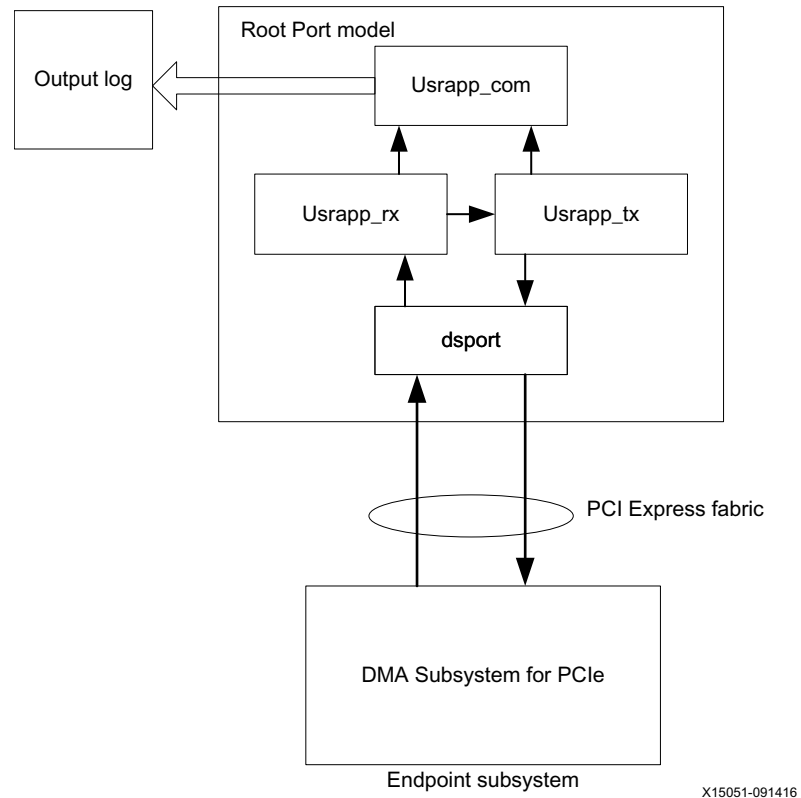 Root Port model
Output log
Usrapp_com
Usrapp_rx
Usrapp_tx
dsport
PCI Express fabric
DMA Subsystem for PCIe
Endpoint subsystem
X15051-091416